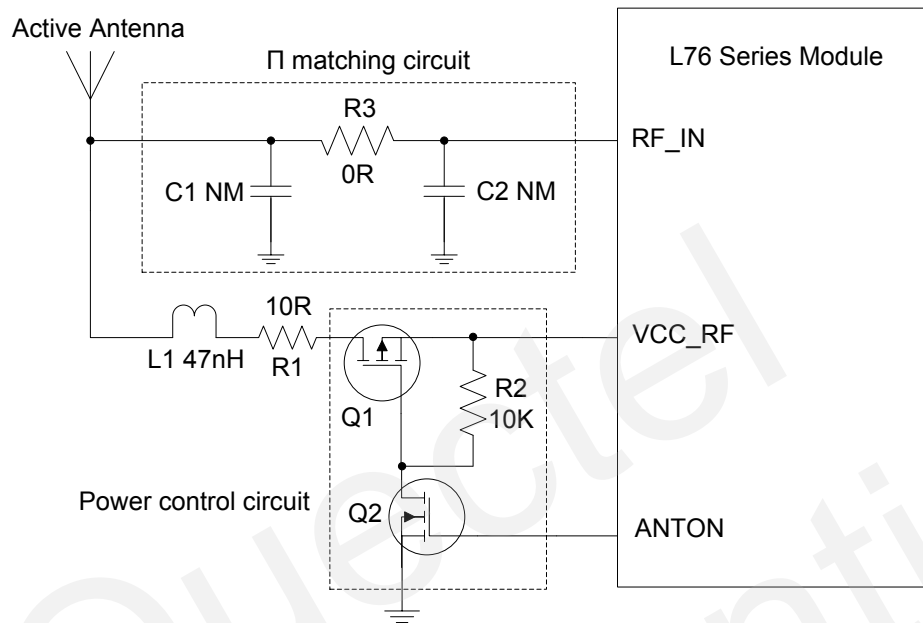 Active Antenna
Π matching circuit
L76 Series Module
R3
0R
RF_IN
C1 NM
C2 NM
10R
R1
L1 47nH
VCC_RF
R2
10K
Q1
Power control circuit
Q2
ANTON
Quectel